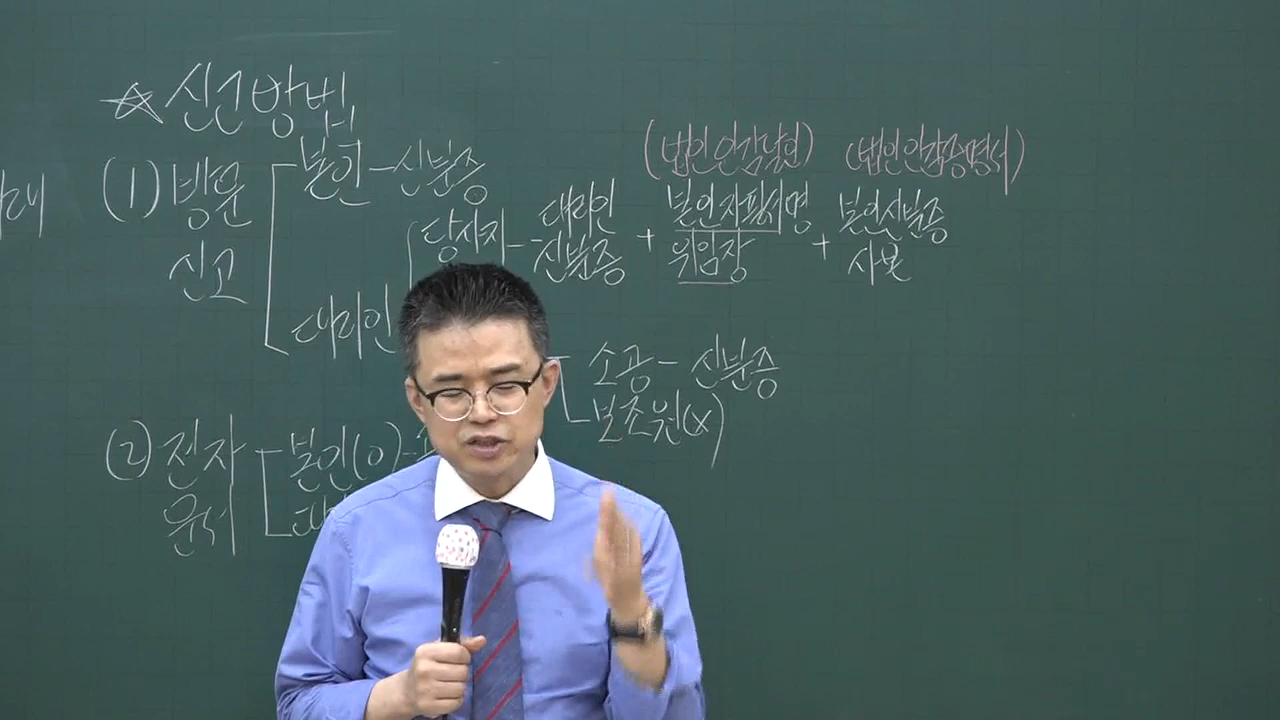 ☆ 신고방법
(1) 방문
신고
본인 - 신분증
(법인인감날인) (법인인감증명서)
당사자 - 대리인 + 본인자필서명 + 본인신분증
신분증 위임장 사본
대리인
소공 - 신분증
보조원(x)
(2) 전자
문서
본인(O) -